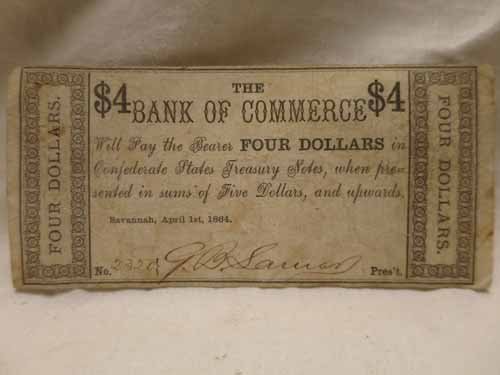 THE
$4 BANK OF COMMERCE $4
Will Pay the Bearer FOUR DOLLARS in
Confederate States Treasury Notes, when pre-
sented in sums of Five Dollars, and upwards.
Savannah, April 1st, 1864.
No. Pres't.
FOUR DOLLARS.
FOUR DOLLARS.